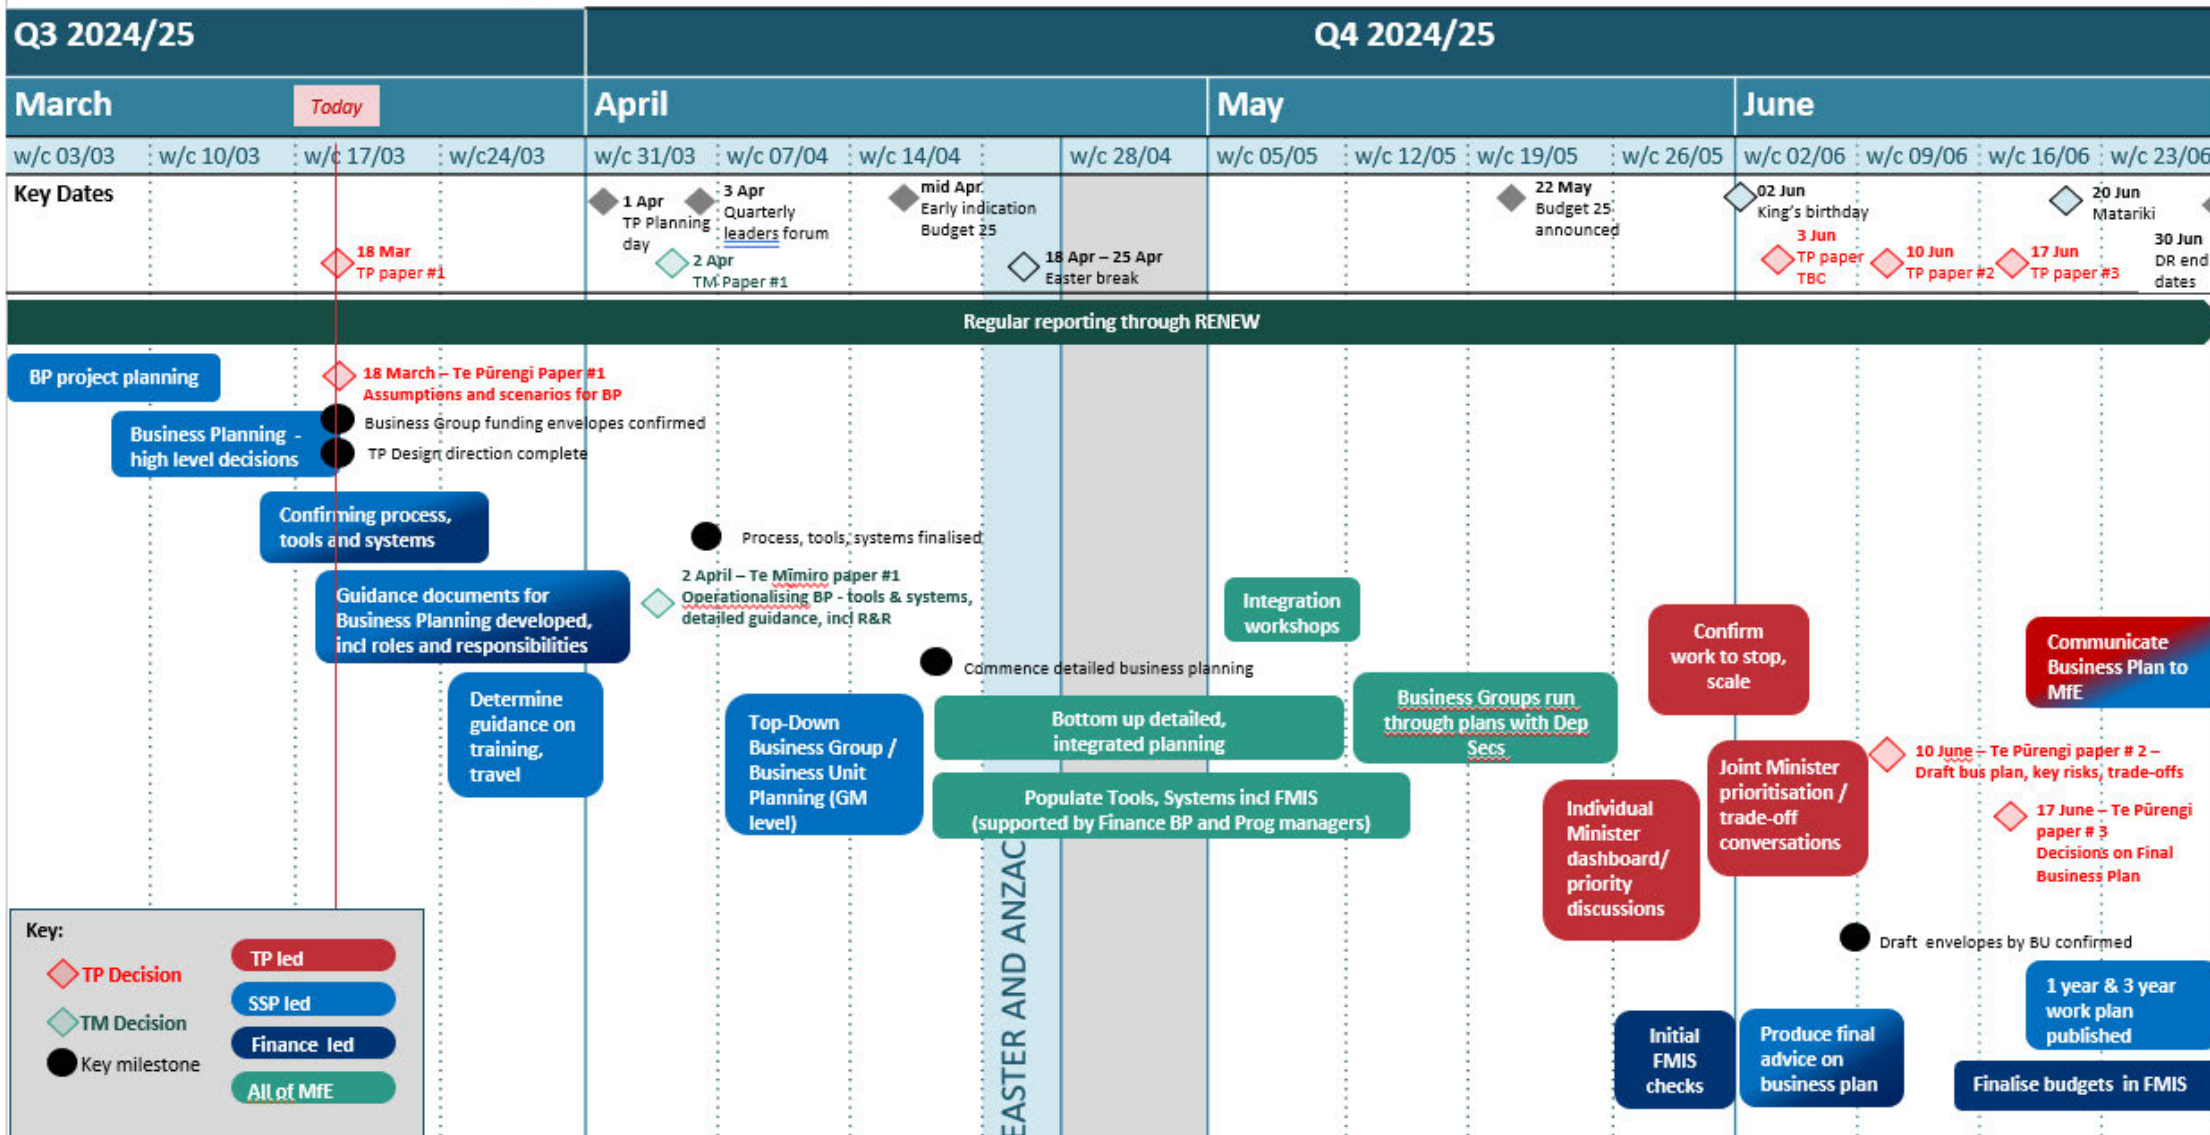 Q3 2024/25
Q4 2024/25
March
Today
April
May
June
w/c 03/03
w/c 10/03
w/c 17/03
w/c24/03
w/c 31/03
w/c 07/04
w/c 14/04
w/c 28/04
w/c 05/05
w/c 12/05
w/c 19/05
w/c 26/05
w/c 02/06
w/c 09/06
w/c 16/06
w/c 23/06
Key Dates
18 Mar
TP paper #1
1 Apr
TP Planning
day
3 Apr
Quarterly
leaders forum
2 Apr
TM Paper #1
mid Apr
Early indication
Budget 25
18 Apr – 25 Apr
Easter break
22 May
Budget 25
announced
02 Jun
King's birthday
3 Jun
TP paper
TBC
10 Jun
TP paper #2
17 Jun
TP paper #3
20 Jun
Matariki
30 Jun
DR end
dates
Regular reporting through RENEW
BP project planning
18 March – Te Pūrengi Paper #1
Assumptions and scenarios for BP
Business Planning -
high level decisions
Business Group funding envelopes confirmed
TP Design direction complete
Confirming process,
tools and systems
Process, tools, systems finalised
Guidance documents for
Business Planning developed,
incl roles and responsibilities
2 April – Te Mīmiro paper #1
Operationalising BP - tools & systems,
detailed guidance, incl R&R
Commence detailed business planning
Determine
guidance on
training,
travel
Top-Down
Business Group /
Business Unit
Planning (GM
level)
Bottom up detailed,
integrated planning
Populate Tools, Systems incl FMIS
(supported by Finance BP and Prog managers)
EASTER AND ANZAC
Integration
workshops
Business Groups run
through plans with Dep
Secs
Individual
Minister
dashboard/
priority
discussions
Confirm
work to stop,
scale
Joint Minister
prioritisation /
trade-off
conversations
Communicate
Business Plan to
MfE
10 June – Te Pūrengi paper # 2 –
Draft bus plan, key risks, trade-offs
17 June – Te Pūrengi
paper # 3
Decisions on Final
Business Plan
Draft envelopes by BU confirmed
1 year & 3 year
work plan
published
Initial
FMIS
checks
Produce final
advice on
business plan
Finalise budgets in FMIS
Key:
TP Decision
TM Decision
Key milestone
TP led
SSP led
Finance led
All of MfE